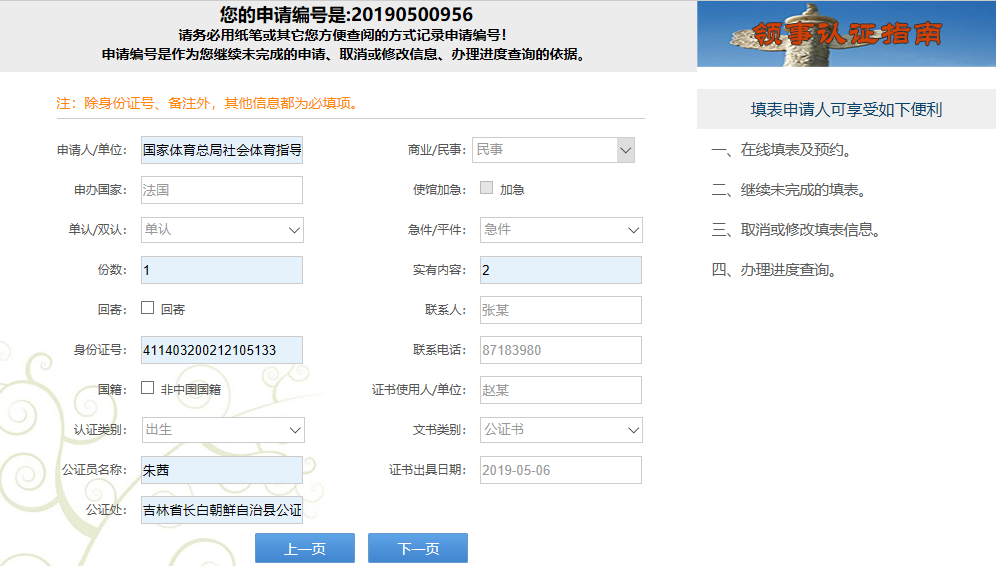 您的申请编号是:20190500956
请务必用纸笔或其它您方便查阅的方式记录申请编号！
申请编号是作为您继续未完成的申请、取消或修改信息、办理进度查询的依据。
领事认证指南
注：除身份证号、备注外，其他信息都为必填项。
填表申请人可享受如下便利
一、在线填表及预约。
二、继续未完成的填表。
三、取消或修改填表信息。
四、办理进度查询。
申请人/单位： 国家体育总局社会体育指导 商业/民事： 民事
申办国家： 法国 使馆加急： 加急
单认/双认： 单认 急件/平件： 急件
份数： 1 实有内容： 2
回寄： 回寄 联系人： 张某
身份证号： 411403200212105133 联系电话： 87183980
国籍： 非中国国籍 证书使用人/单位： 赵某
认证类别： 出生 文书类别： 公证书
公证员名称： 朱茜 证书出具日期： 2019-05-06
公证处： 吉林省长白朝鲜自治县公证
上一页 下一页